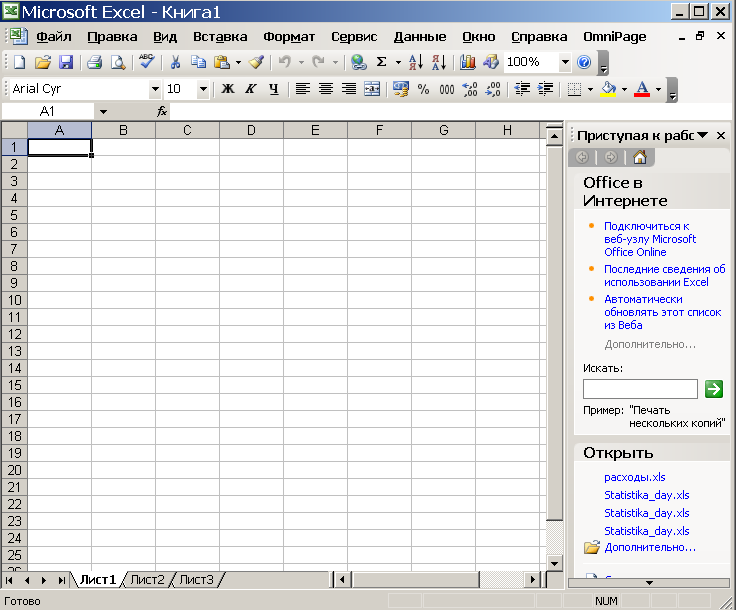 Microsoft Excel - Книга1
Файл Правка Вид Вставка Формат Сервис Данные Окно Справка OmniPage
100%
Arial Cyr 10 Ж К Ч % 000
A1 fx
A B C D E F G H
1
2
3
4
5
6
7
8
9
10
11
12
13
14
15
16
17
18
19
20
21
22
23
24
25
Лист1 Лист2 Лист3
Приступая к рабс
Office в
Интернете
Подключиться к
веб-узлу Microsoft
Office Online
Последние сведения об
использовании Excel
Автоматически
обновлять этот список
из Веба
Дополнительно...
Искать:
Пример: "Печать
нескольких копий"
Открыть
расходы.xls
Statistika_day.xls
Statistika_day.xls
Statistika_day.xls
Дополнительно...
Готово NUM